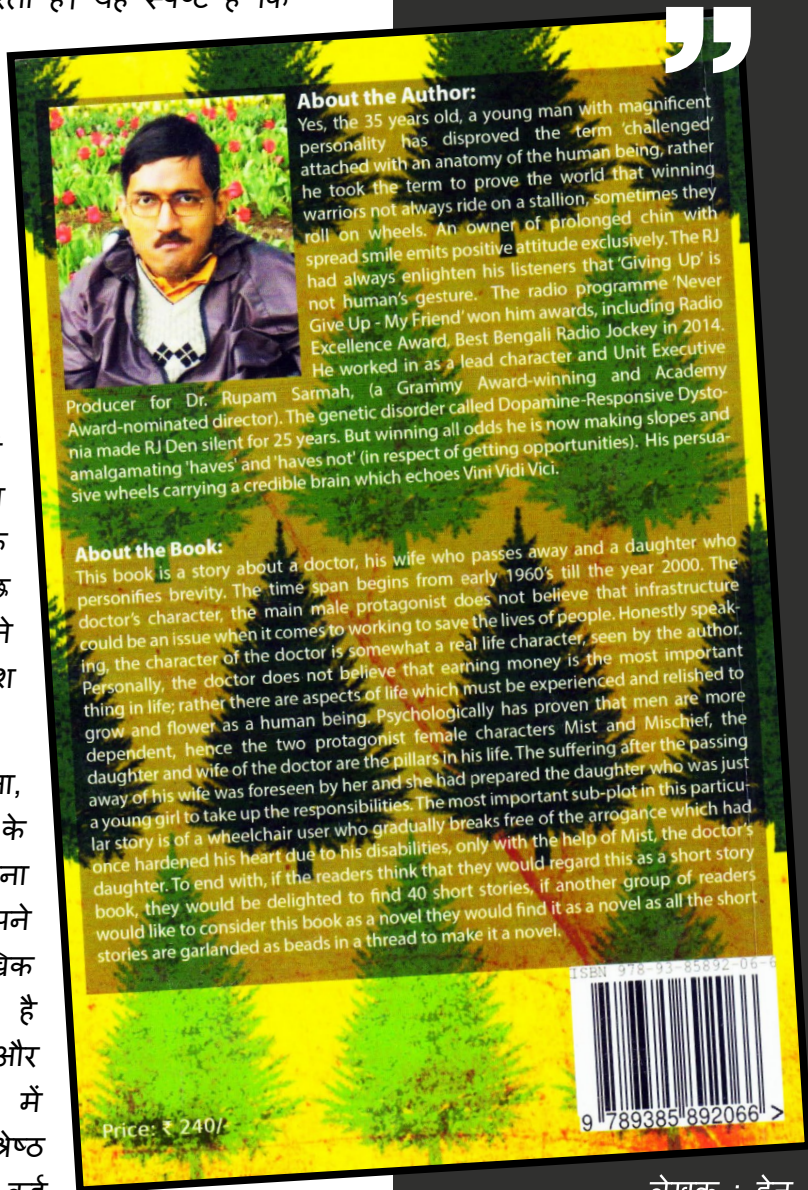 यह स्पष्ट है कि
About the Author:
Yes, the 35 years old, a young man with magnificent
personality has disproved the term 'challenged'
attached with an anatomy of the human being, rather
he took the term to prove the world that winning
warriors not always ride on a stallion, sometimes they
roll on wheels. An owner of prolonged chin with
spread smile emits positive attitude exclusively. The RJ
had always enlighten his listeners that 'Giving Up' is
not human's gesture. The radio programme 'Never
Give Up - My Friend' won him awards, including Radio
Excellence Award, Best Bengali Radio Jockey in 2014.
He worked in as a lead character and Unit Executive
Producer for Dr. Rupam Sarmah, (a Grammy Award-winning and Academy
Award-nominated director). The genetic disorder called Dopamine-Responsive Dysto-
nia made RJ Den silent for 25 years. But winning all odds he is now making slopes and
amalgamating 'haves' and 'haves not' (in respect of getting opportunities). His persua-
sive wheels carrying a credible brain which echoes Vini Vidi Vici.
About the Book:
This book is a story about a doctor, his wife who passes away and a daughter who
personifies brevity. The time span begins from early 1960's till the year 2000. The
doctor's character, the main male protagonist does not believe that infrastructure
could be an issue when it comes to working to save the lives of people. Honestly speak-
ing, the character of the doctor is somewhat a real life character, seen by the author.
Personally, the doctor does not believe that earning money is the most important
thing in life; rather there are aspects of life which must be experienced and relished to
grow and flower as a human being. Psychologically has proven that men are more
dependent, hence the two protagonist female characters Mist and Mischief, the
daughter and wife of the doctor are the pillars in his life. The suffering after the passing
away of his wife was foreseen by her and she had prepared the daughter who was just
a young girl to take up the responsibilities. The most important sub-plot in this particu-
lar story is of a wheelchair user who gradually breaks free of the arrogance which had
once hardened his heart due to his disabilities, only with the help of Mist, the doctor's
daughter. To end with, if the readers think that they would regard this as a short story
book, they would be delighted to find 40 short stories, if another group of readers
would like to consider this book as a novel they would find it as a novel as all the short
stories are garlanded as beads in a thread to make it a novel.
ISBN 978-93-85892-06-6
9 789385 892066 >
Price: ₹ 240/-
के
है
और
में
लेखक : डेन